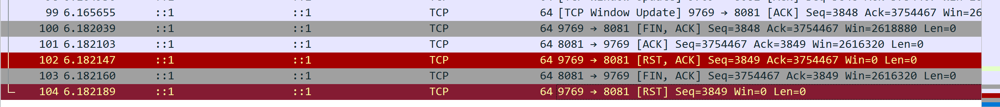 99 6.165655 ::1 ::1 TCP 64 [TCP Window Update] 9769 → 8081 [ACK] Seq=3848 Ack=3754467 Win=26
100 6.182039 ::1 ::1 TCP 64 9769 → 8081 [FIN, ACK] Seq=3848 Ack=3754467 Win=2618880 Len=0
101 6.182103 ::1 ::1 TCP 64 8081 → 9769 [ACK] Seq=3754467 Ack=3849 Win=2616320 Len=0
102 6.182147 ::1 ::1 TCP 64 9769 → 8081 [RST, ACK] Seq=3849 Ack=3754467 Win=0 Len=0
103 6.182160 ::1 ::1 TCP 64 8081 → 9769 [FIN, ACK] Seq=3754467 Ack=3849 Win=2616320 Len=0
104 6.182189 ::1 ::1 TCP 64 9769 → 8081 [RST] Seq=3849 Win=0 Len=0